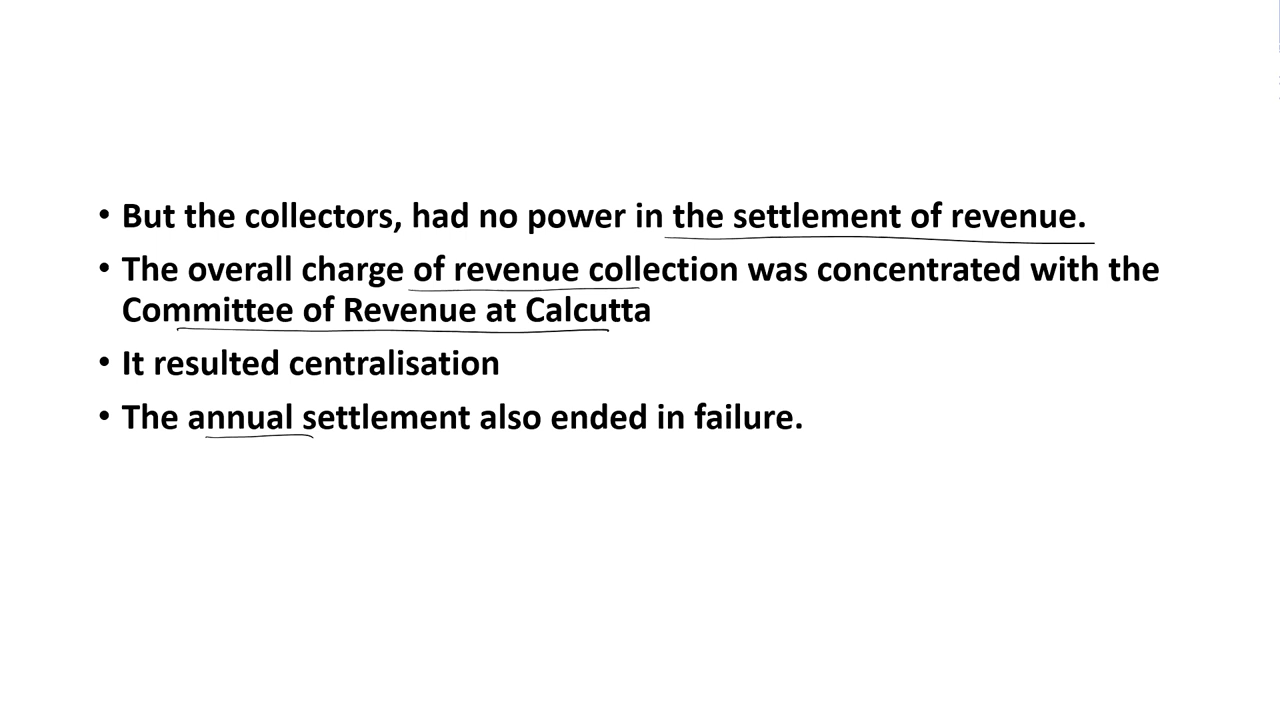 • But the collectors, had no power in the settlement of revenue.
• The overall charge of revenue collection was concentrated with the
Committee of Revenue at Calcutta
• It resulted centralisation
• The annual settlement also ended in failure.